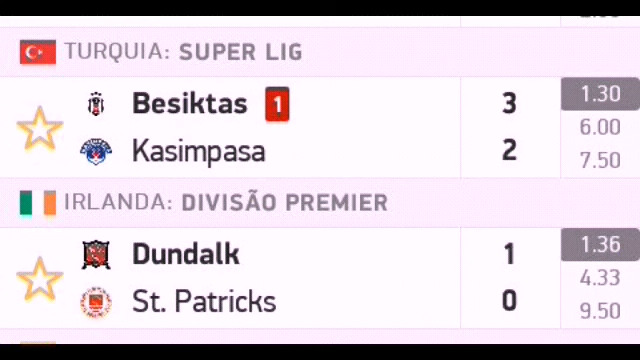 TURQUIA: SUPER LIG
Besiktas 1 3 1.30
6.00
Kasimpasa 2 7.50
IRLANDA: DIVISÃO PREMIER
Dundalk 1 1.36
4.33
St. Patricks 0 9.50